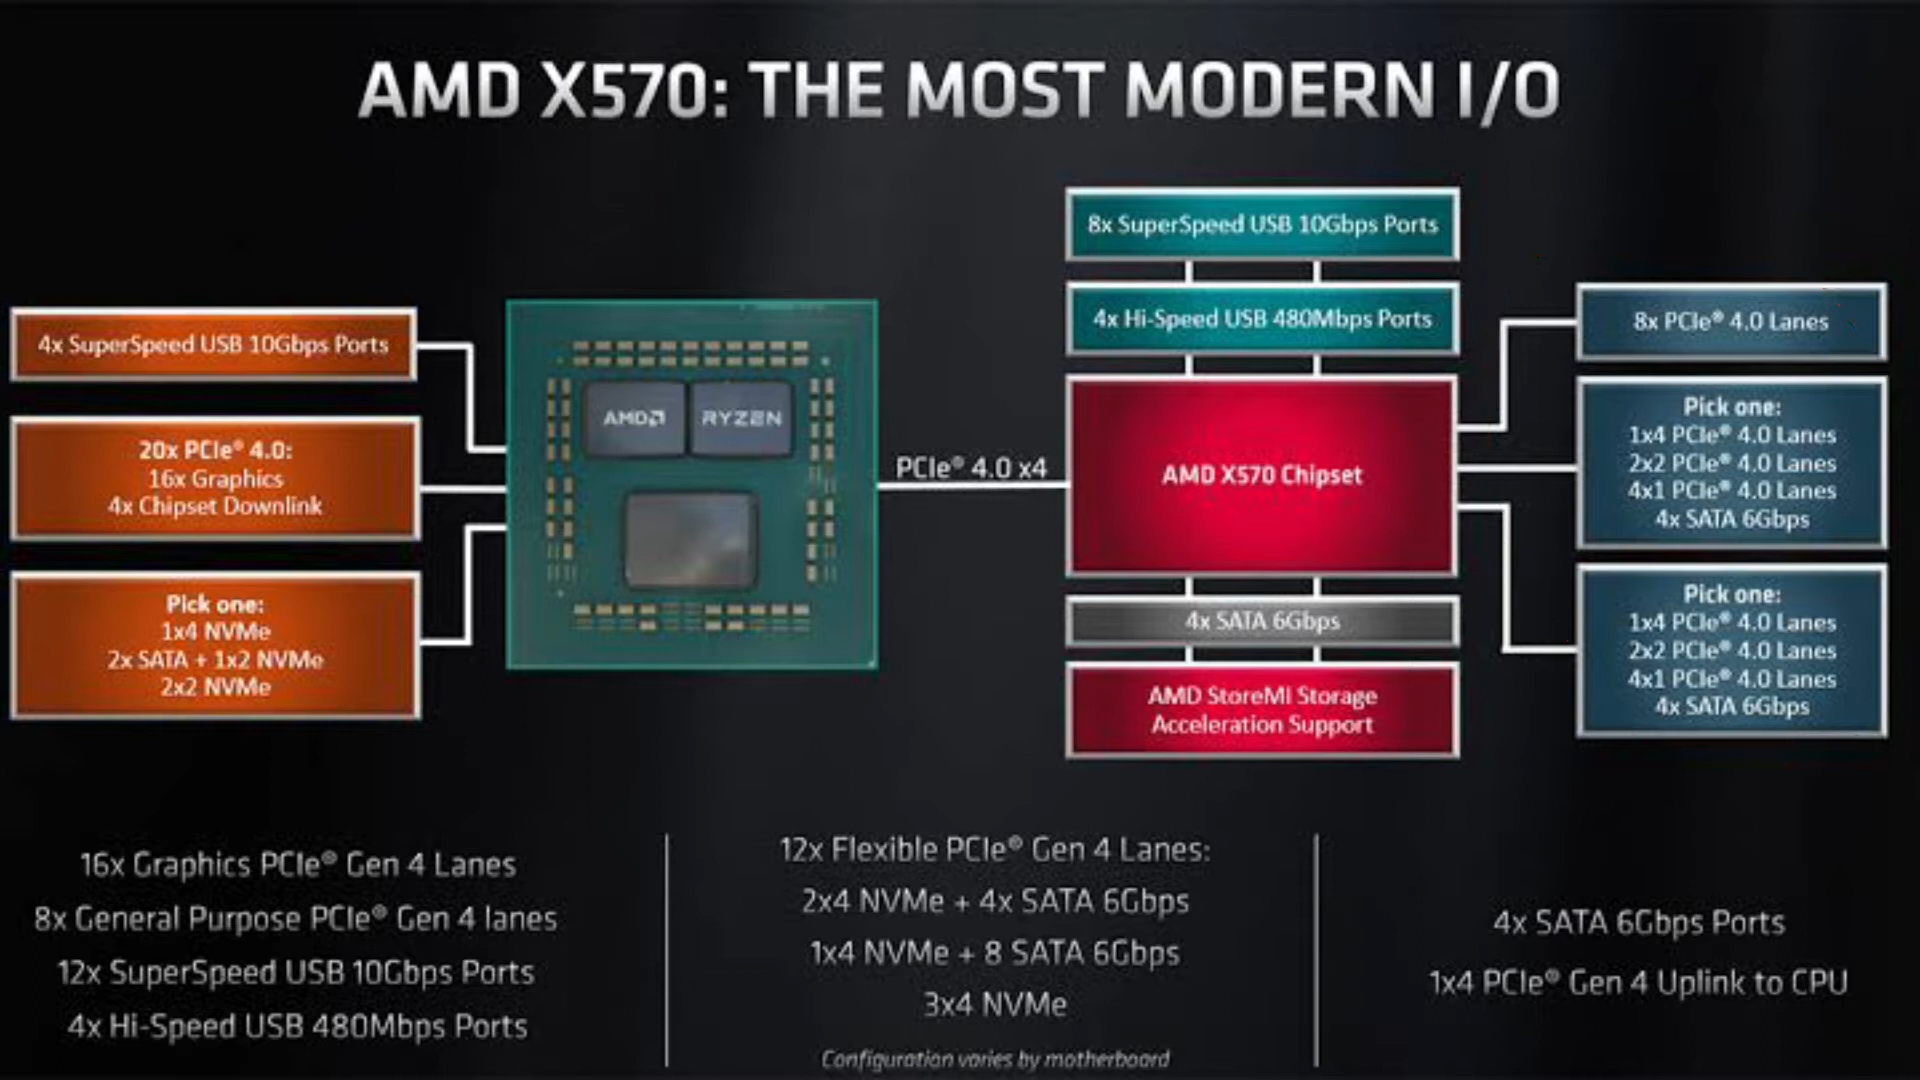 AMD X570: THE MOST MODERN I/O
4x SuperSpeed USB 10Gbps Ports
20x PCIe® 4.0:
16x Graphics
4x Chipset Downlink
Pick one:
1x4 NVMe
2x SATA + 1x2 NVMe
2x2 NVMe
AMD RYZEN
PCIe® 4.0 x4
8x SuperSpeed USB 10Gbps Ports
4x Hi-Speed USB 480Mbps Ports
AMD X570 Chipset
4x SATA 6Gbps
AMD StoreMI Storage
Acceleration Support
8x PCIe® 4.0 Lanes
Pick one:
1x4 PCIe® 4.0 Lanes
2x2 PCIe® 4.0 Lanes
4x1 PCIe® 4.0 Lanes
4x SATA 6Gbps
Pick one:
1x4 PCIe® 4.0 Lanes
2x2 PCIe® 4.0 Lanes
4x1 PCIe® 4.0 Lanes
4x SATA 6Gbps
16x Graphics PCIe® Gen 4 Lanes
8x General Purpose PCIe® Gen 4 lanes
12x SuperSpeed USB 10Gbps Ports
4x Hi-Speed USB 480Mbps Ports
12x Flexible PCIe® Gen 4 Lanes:
2x4 NVMe + 4x SATA 6Gbps
1x4 NVMe + 8 SATA 6Gbps
3x4 NVMe
Configuration varies by motherboard
4x SATA 6Gbps Ports
1x4 PCIe® Gen 4 Uplink to CPU